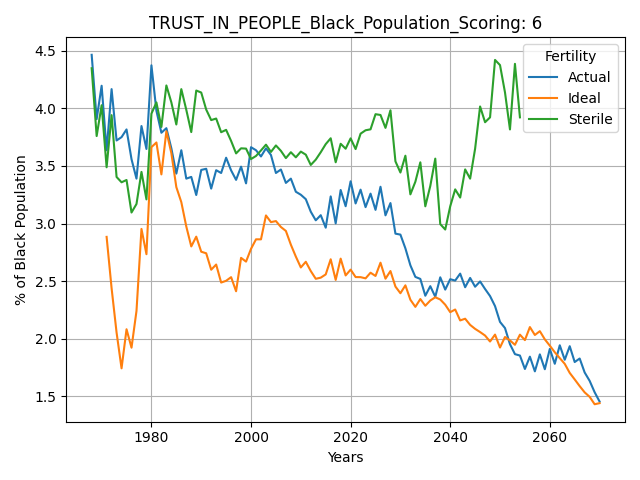 TRUST_IN_PEOPLE_Black_Population_Scoring: 6
Fertility
Actual
Ideal
Sterile
% of Black Population
4.5
4.0
3.5
3.0
2.5
2.0
1.5
1980
2000
2020
2040
2060
Years